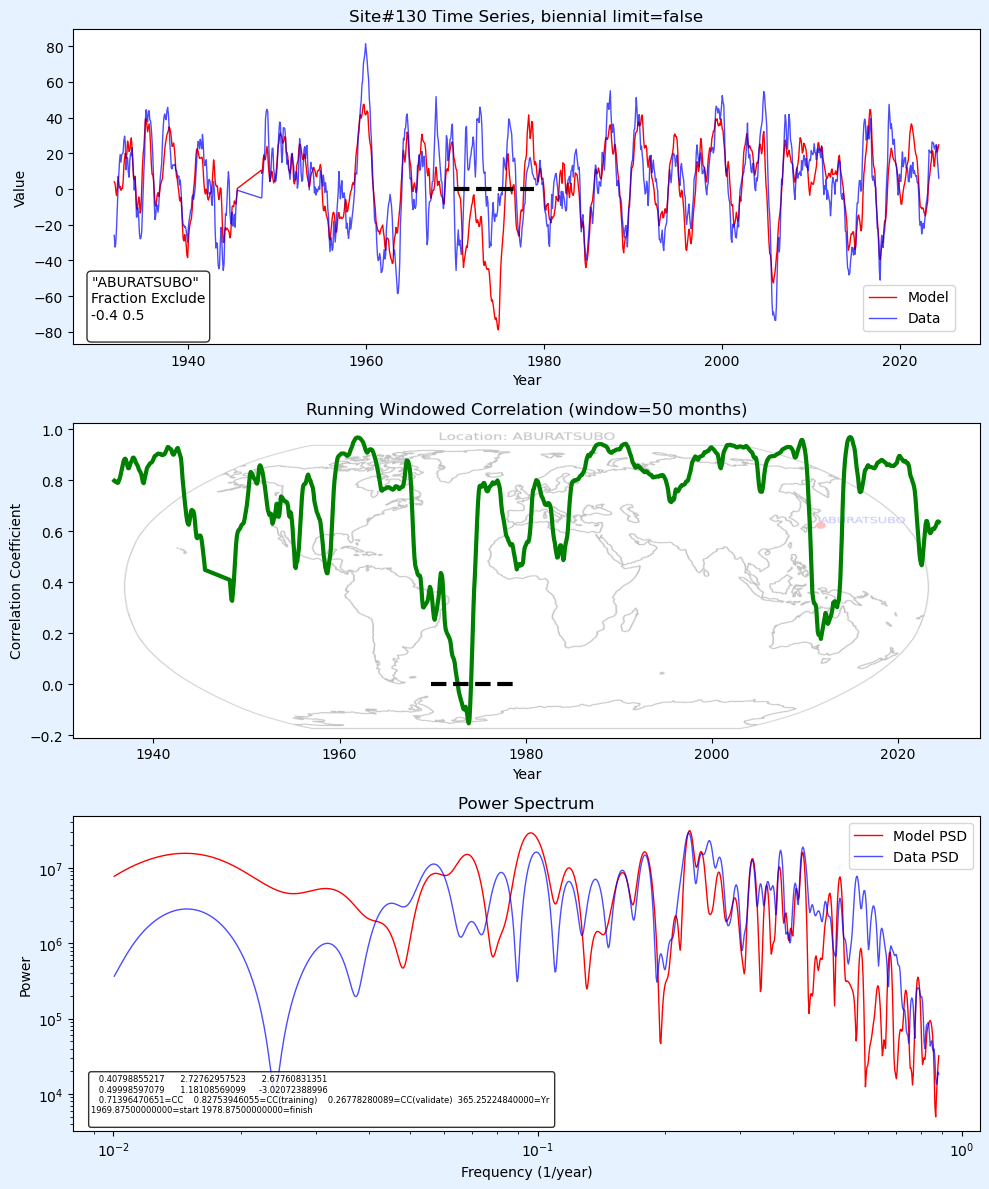 Site#130 Time Series, biennial limit=false
Value
80
60
40
20
0
−20
−40
−60
−80
"ABURATSUBO"
Fraction Exclude
-0.4 0.5
Model
Data
1940
1960
1980
2000
2020
Year
Running Windowed Correlation (window=50 months)
Location: ABURATSUBO
ABURATSUBO
Correlation Coefficient
1.0
0.8
0.6
0.4
0.2
0.0
−0.2
1940
1960
1980
2000
2020
Year
Power Spectrum
Model PSD
Data PSD
Power
10^7
10^6
10^5
10^4
0.40798855217 2.72762957523 2.67760831351
0.49998597079 1.18108569099 -3.02072388996
0.71396470651=CC 0.82753946055=CC(training) 0.26778280089=CC(validate) 365.25224840000=Yr
1969.87500000000=start 1978.87500000000=finish
10^−2
10^−1
10^0
Frequency (1/year)